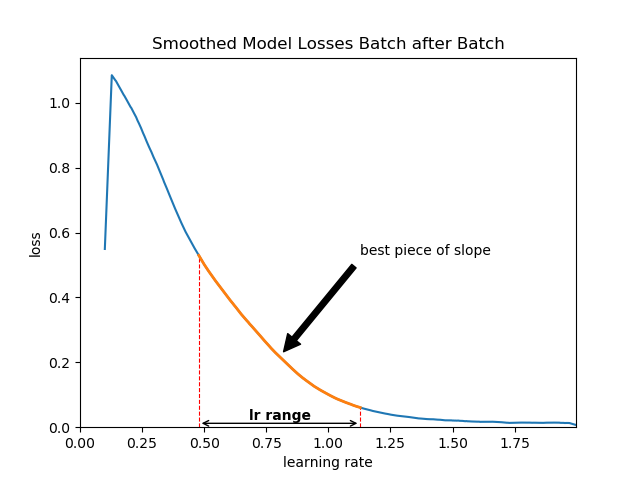 Smoothed Model Losses Batch after Batch
1.0
0.8
0.6
0.4
0.2
0.0
loss
best piece of slope
lr range
0.00 0.25 0.50 0.75 1.00 1.25 1.50 1.75
learning rate